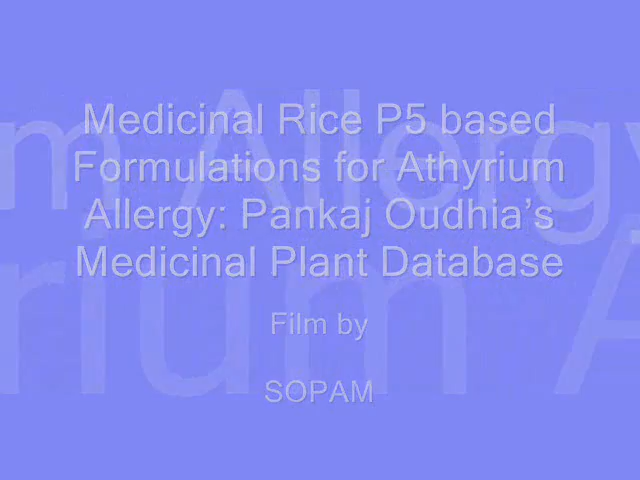 Medicinal Rice P5 based
Formulations for Athyrium
Allergy: Pankaj Oudhia’s
Medicinal Plant Database
Film by
SOPAM